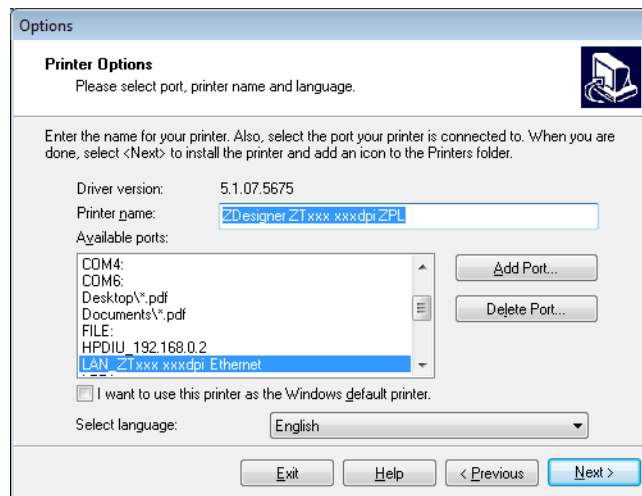 Options
Printer Options
Please select port, printer name and language.
Enter the name for your printer. Also, select the port your printer is connected to. When you are
done, select <Next> to install the printer and add an icon to the Printers folder.
Driver version: 5.1.07.5675
Printer name: ZDesigner ZTxxx xxxdpi ZPL
Available ports:
COM4:
COM6:
Desktop\*.pdf
Documents\*.pdf
FILE:
HPDIU_192.168.0.2
LAN_ZTxxx xxxdpi Ethernet
Add Port...
Delete Port...
I want to use this printer as the Windows default printer.
Select language: English
Exit Help < Previous Next >